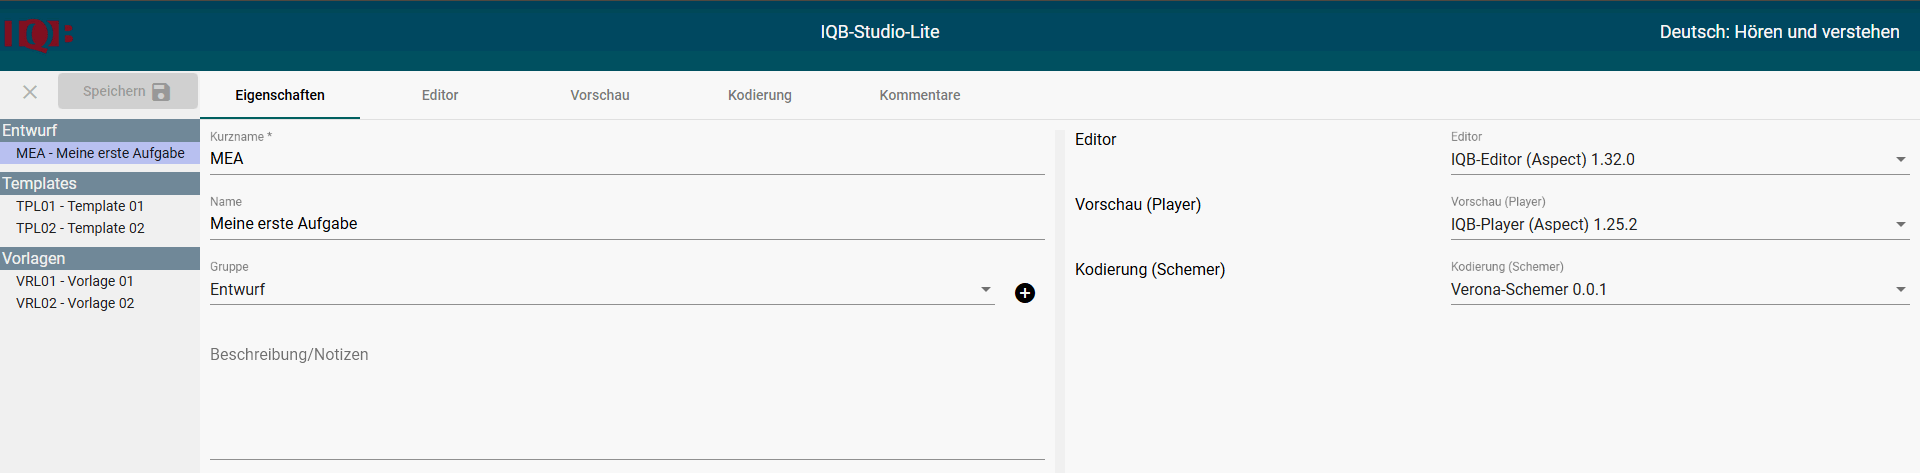 IQB:
IQB-Studio-Lite
Deutsch: Hören und verstehen
Speichern
Eigenschaften
Editor
Vorschau
Kodierung
Kommentare
Entwurf
MEA - Meine erste Aufgabe
Templates
TPL01 - Template 01
TPL02 - Template 02
Vorlagen
VRL01 - Vorlage 01
VRL02 - Vorlage 02
Kurzname *
MEA
Name
Meine erste Aufgabe
Gruppe
Entwurf
Beschreibung/Notizen
Editor
Editor
IQB-Editor (Aspect) 1.32.0
Vorschau (Player)
Vorschau (Player)
IQB-Player (Aspect) 1.25.2
Kodierung (Schemer)
Kodierung (Schemer)
Verona-Schemer 0.0.1